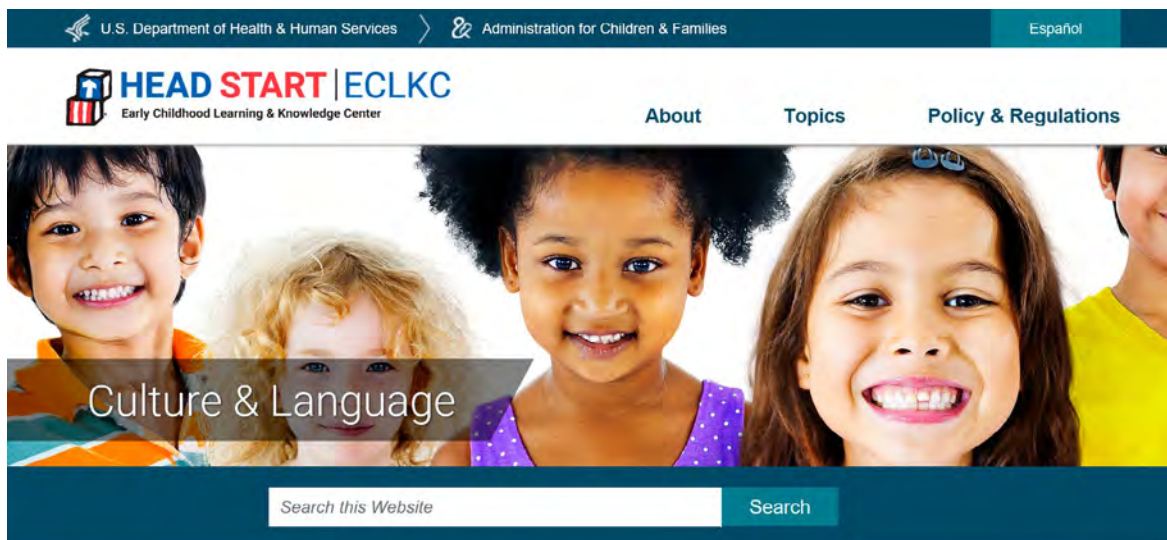 U.S. Department of Health & Human Services Administration for Children & Families Español
HEAD START | ECLKC
Early Childhood Learning & Knowledge Center
About Topics Policy & Regulations
Culture & Language
Search this Website Search